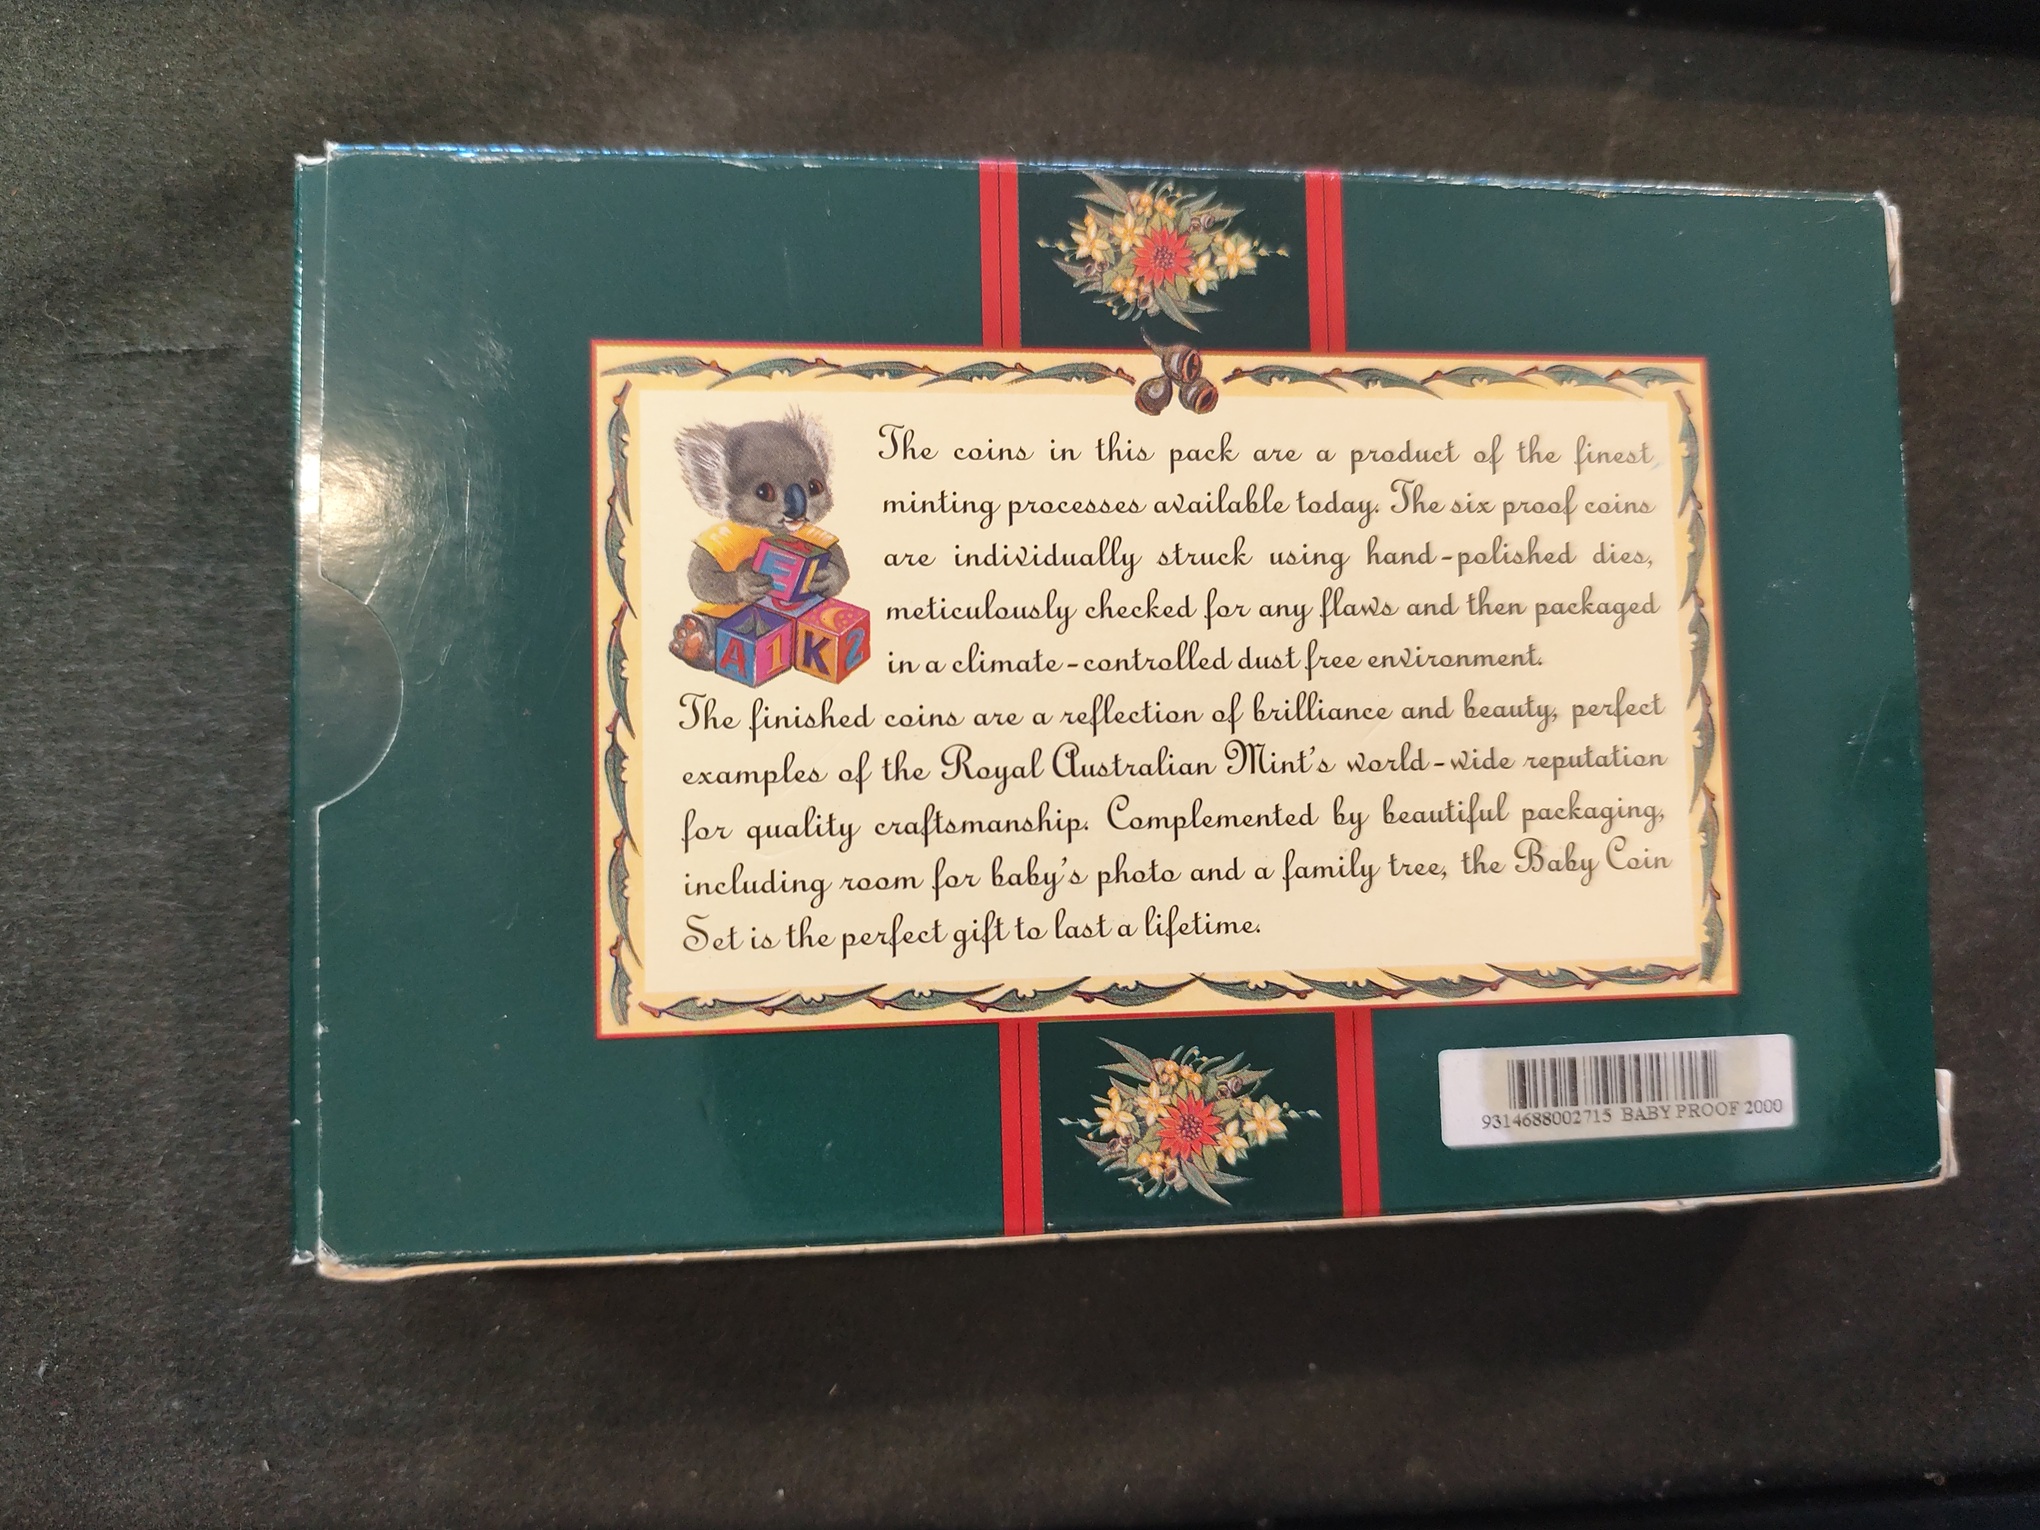 The coins in this pack are a product of the finest
minting processes available today. The six proof coins
are individually struck using hand-polished dies,
meticulously checked for any flaws and then packaged
in a climate-controlled dust free environment.
The finished coins are a reflection of brilliance and beauty, perfect
examples of the Royal Australian Mint's world-wide reputation
for quality craftsmanship. Complemented by beautiful packaging,
including room for baby's photo and a family tree, the Baby Coin
Set is the perfect gift to last a lifetime.
E L
A 1 K 2
9314688002715 BABY PROOF 2000